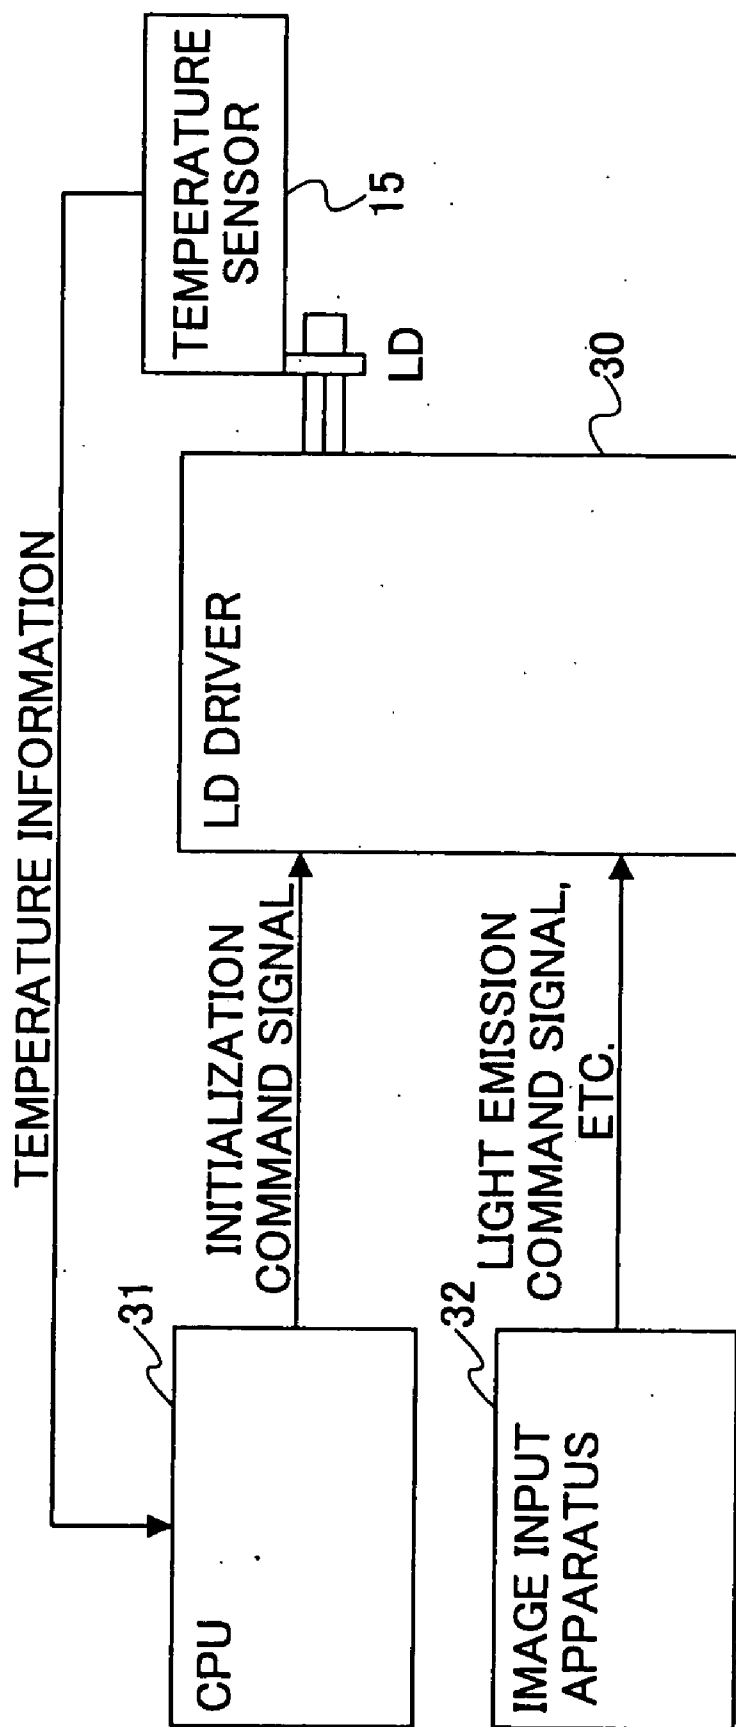 TEMPERATURE INFORMATION
TEMPERATURE
SENSOR
15
LD
CPU
31
INITIALIZATION
COMMAND SIGNAL
LD DRIVER
30
IMAGE INPUT
APPARATUS
32
LIGHT EMISSION
COMMAND SIGNAL,
ETC.